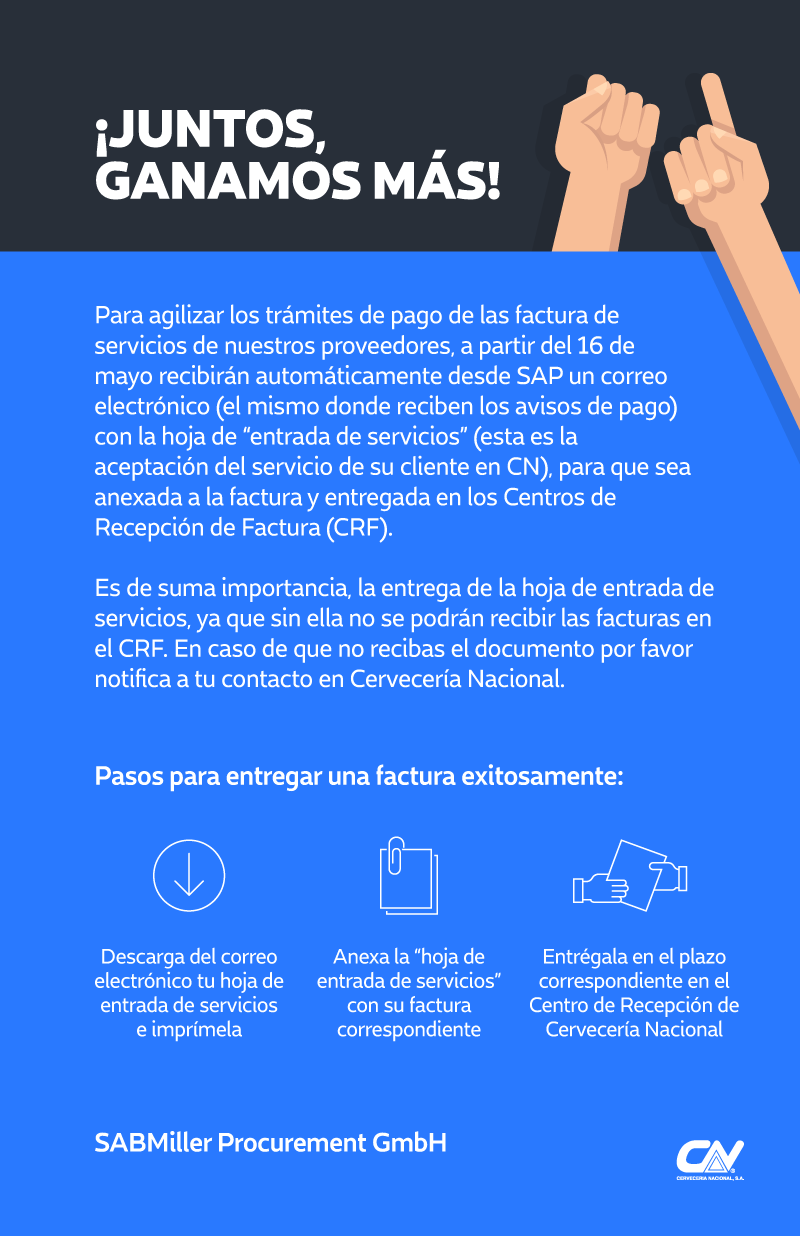 ¡JUNTOS,
GANAMOS MÁS!
Para agilizar los trámites de pago de las factura de
servicios de nuestros proveedores, a partir del 16 de
mayo recibirán automáticamente desde SAP un correo
electrónico (el mismo donde reciben los avisos de pago)
con la hoja de “entrada de servicios” (esta es la
aceptación del servicio de su cliente en CN), para que sea
anexada a la factura y entregada en los Centros de
Recepción de Factura (CRF).
Es de suma importancia, la entrega de la hoja de entrada de
servicios, ya que sin ella no se podrán recibir las facturas en
el CRF. En caso de que no recibas el documento por favor
notifica a tu contacto en Cervecería Nacional.
Pasos para entregar una factura exitosamente:
Descarga del correo
electrónico tu hoja de
entrada de servicios
e imprímela
Anexa la “hoja de
entrada de servicios”
con su factura
correspondiente
Entrégala en el plazo
correspondiente en el
Centro de Recepción de
Cervecería Nacional
SABMiller Procurement GmbH
CN®
CERVECERIA NACIONAL, S.A.